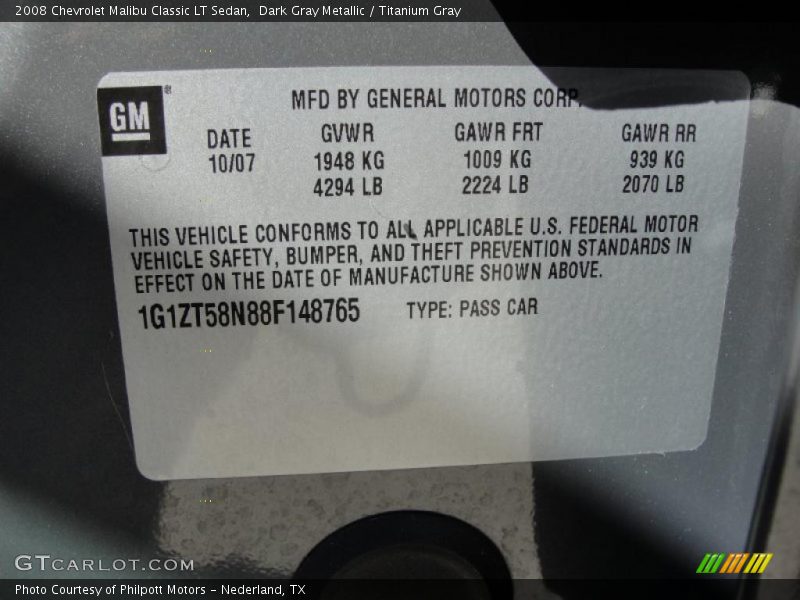 2008 Chevrolet Malibu Classic LT Sedan,  Dark Gray Metallic / Titanium Gray
GM®
MFD BY GENERAL MOTORS CORP.
DATE GVWR GAWR FRT GAWR RR
10/07 1948 KG 1009 KG 939 KG
4294 LB 2224 LB 2070 LB
THIS VEHICLE CONFORMS TO ALL APPLICABLE U.S. FEDERAL MOTOR
VEHICLE SAFETY, BUMPER, AND THEFT PREVENTION STANDARDS IN
EFFECT ON THE DATE OF MANUFACTURE SHOWN ABOVE.
1G1ZT58N88F148765 TYPE: PASS CAR
GTCARLOT.COM
Photo Courtesy of Philpott Motors - Nederland, TX